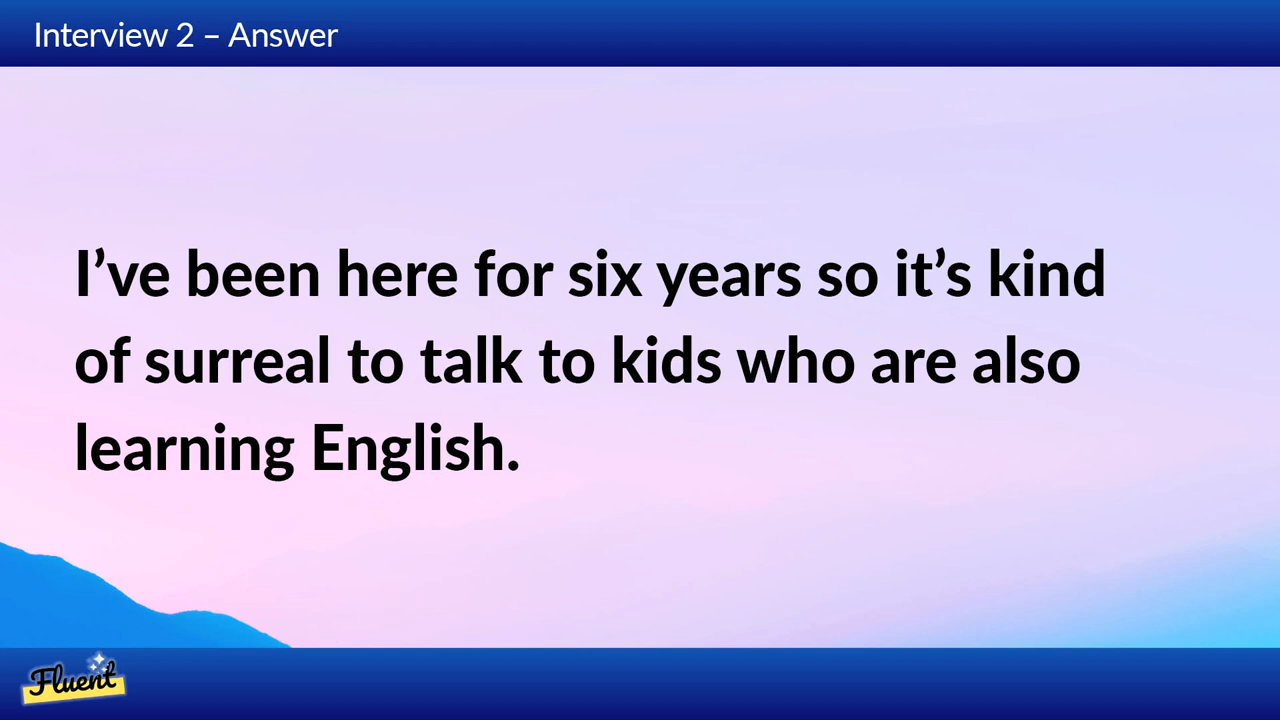 Interview 2 – Answer
I’ve been here for six years so it’s kind
of surreal to talk to kids who are also
learning English.
Fluent